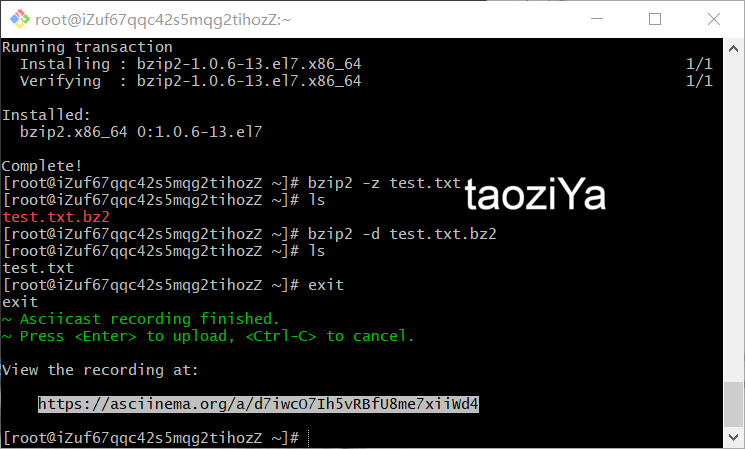 root@iZuf67qqc42s5mqg2tihozZ:~
Running transaction
  Installing : bzip2-1.0.6-13.el7.x86_64 1/1
  Verifying  : bzip2-1.0.6-13.el7.x86_64 1/1
Installed:
  bzip2.x86_64 0:1.0.6-13.el7
Complete!
[root@iZuf67qqc42s5mqg2tihozZ ~]# bzip2 -z test.txt
taoziYa
[root@iZuf67qqc42s5mqg2tihozZ ~]# ls
test.txt.bz2
[root@iZuf67qqc42s5mqg2tihozZ ~]# bzip2 -d test.txt.bz2
[root@iZuf67qqc42s5mqg2tihozZ ~]# ls
test.txt
[root@iZuf67qqc42s5mqg2tihozZ ~]# exit
exit
~ Asciicast recording finished.
~ Press <Enter> to upload, <Ctrl-C> to cancel.
View the recording at:
    https://asciinema.org/a/d7iwcO7Ih5vRBfU8me7xiiWd4
[root@iZuf67qqc42s5mqg2tihozZ ~]#